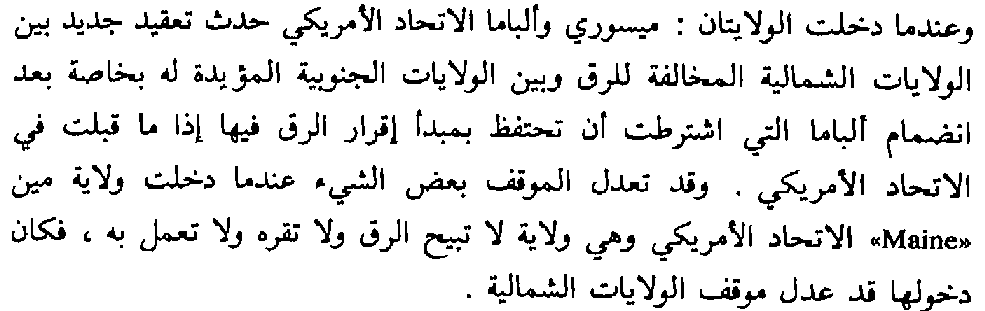 وعندما دخلت الولايتان : ميسوري وألباما الاتحاد الأمريكي حدث تعقيد جديد بين
الولايات الشمالية المخالفة للرق وبين الولايات الجنوبية المؤيدة له بخاصة بعد
انضمام ألباما التي اشترطت أن تحتفظ بمبدأ إقرار الرق فيها إذا ما قبلت في
الاتحاد الأمريكي . وقد تعدل الموقف بعض الشيء عندما دخلت ولاية مين
«Maine» الاتحاد الأمريكي وهي ولاية لا تبيح الرق ولا تقره ولا تعمل به ، فكان
دخولها قد عدل موقف الولايات الشمالية .